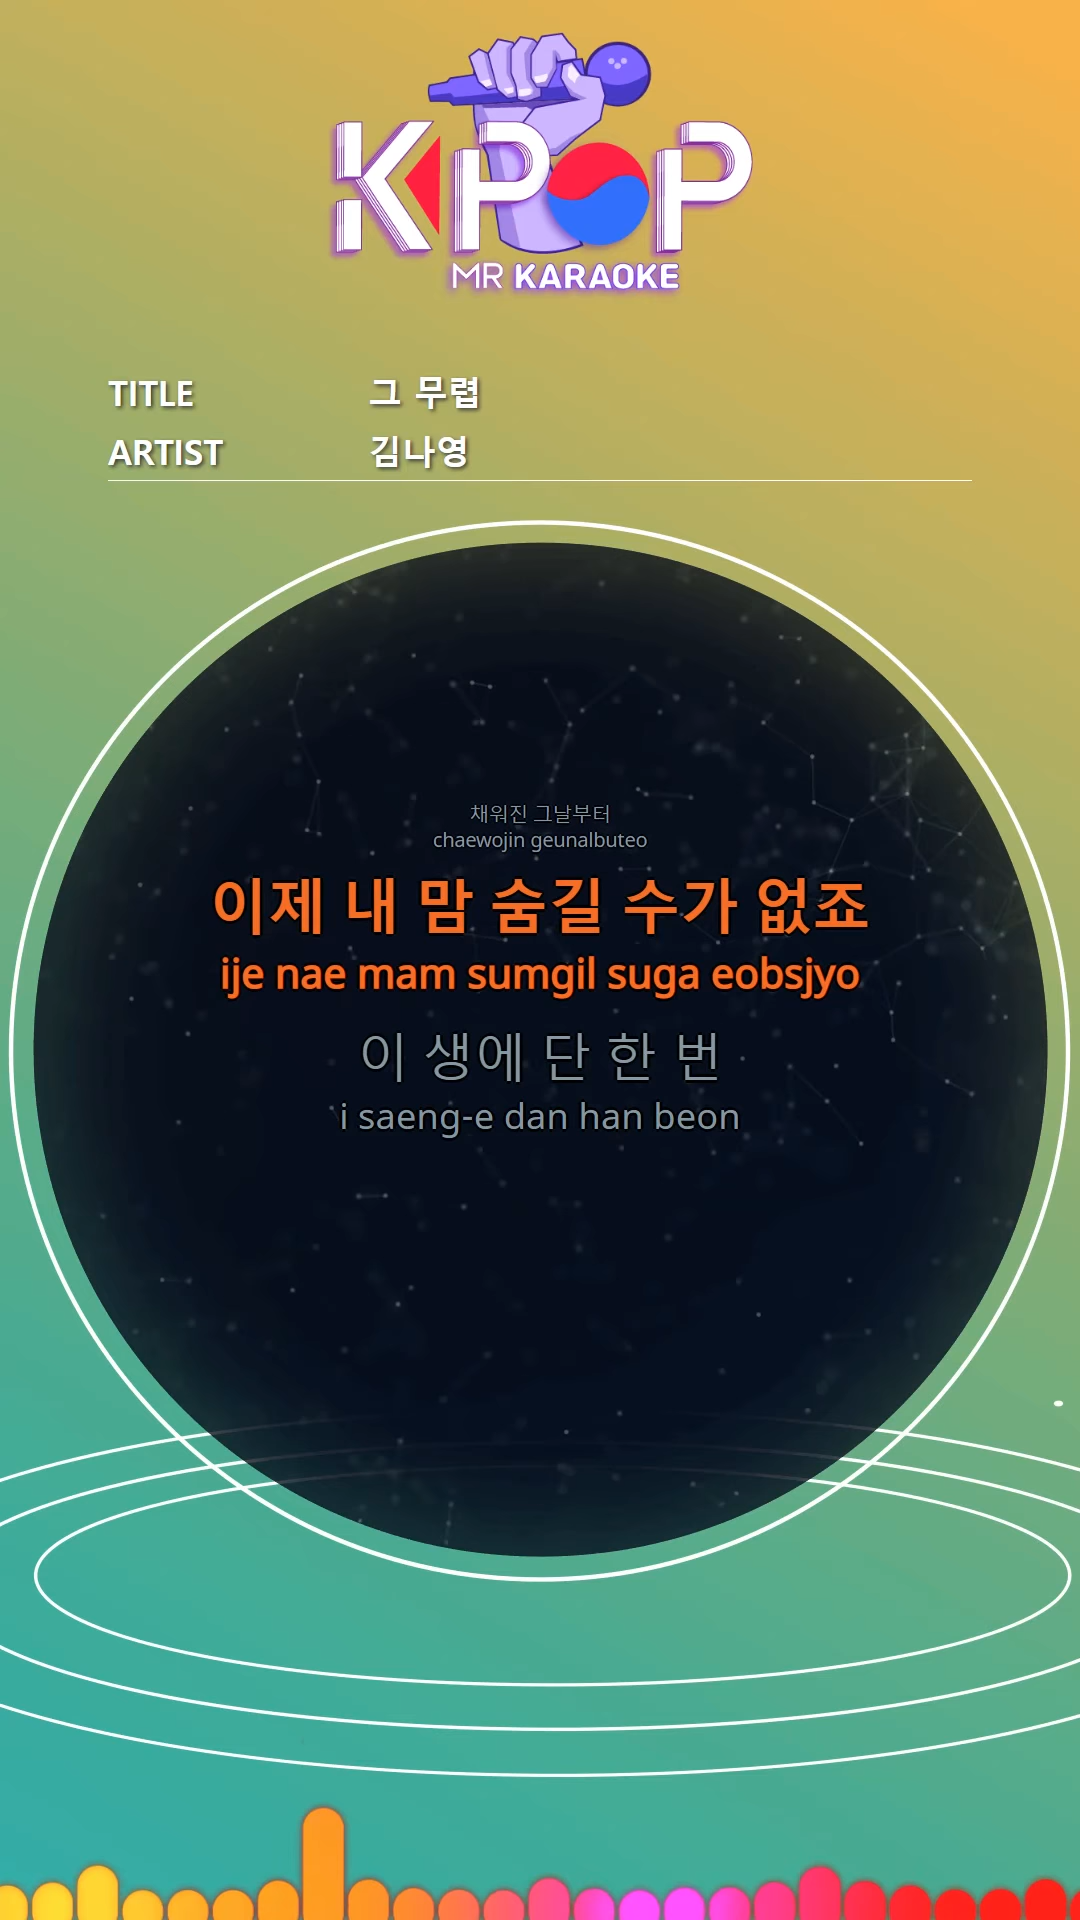 KPOP
MR KARAOKE
TITLE 그 무렵
ARTIST 김나영
채워진 그날부터
chaewojin geunalbuteo
이제 내 맘 숨길 수가 없죠
ije nae mam sumgil suga eobsjyo
이 생에 단 한 번
i saeng-e dan han beon